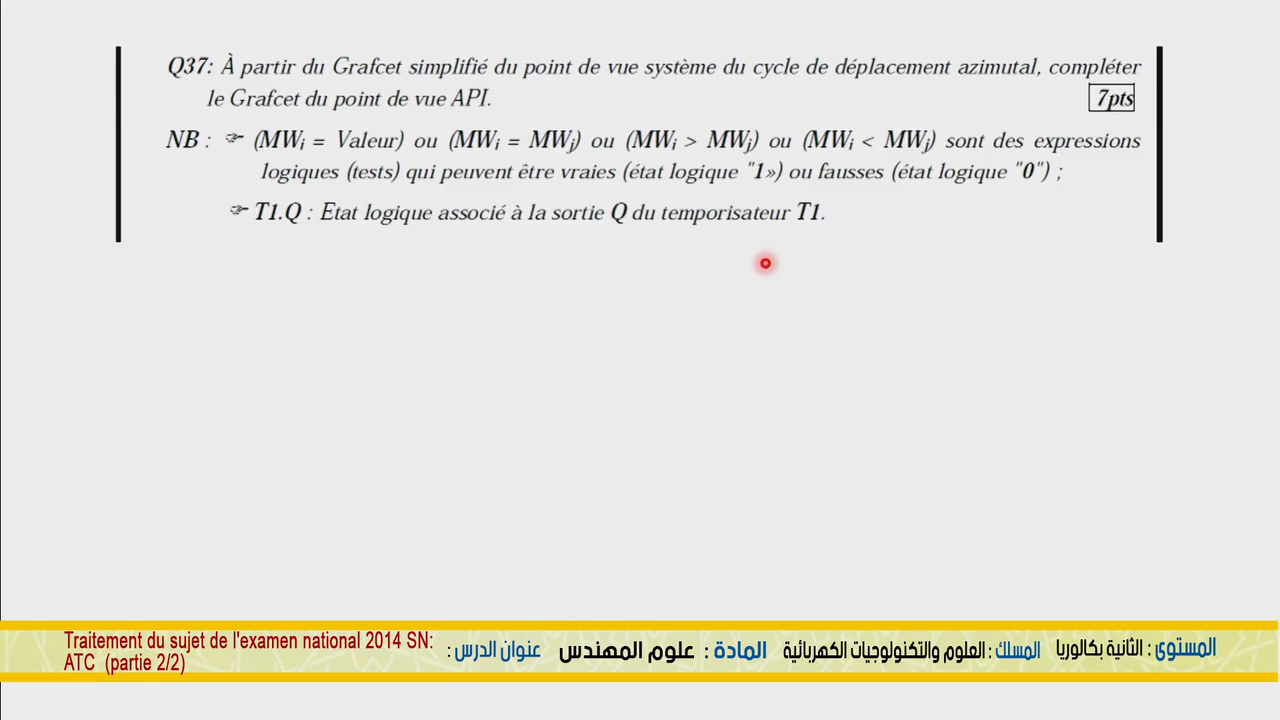 Q37: À partir du Grafcet simplifié du point de vue système du cycle de déplacement azimutal, compléter
le Grafcet du point de vue API.
7pts
NB : ☞ (MWi = Valeur) ou (MWi = MWj) ou (MWi > MWj) ou (MWi < MWj) sont des expressions
logiques (tests) qui peuvent être vraies (état logique "1») ou fausses (état logique "0") ;
☞ T1.Q : Etat logique associé à la sortie Q du temporisateur T1.
المستوى : الثانية بكالوريا المسلك : العلوم والتكنولوجيات الكهربائية المادة : علوم المهندس عنوان الدرس :
Traitement du sujet de l'examen national 2014 SN:
ATC (partie 2/2)